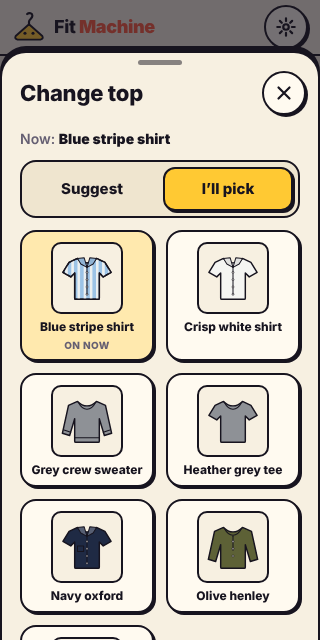 Fit Machine
Change top
Now: Blue stripe shirt
Suggest
I'll pick
Blue stripe shirt
ON NOW
Crisp white shirt
Grey crew sweater
Heather grey tee
Navy oxford
Olive henley